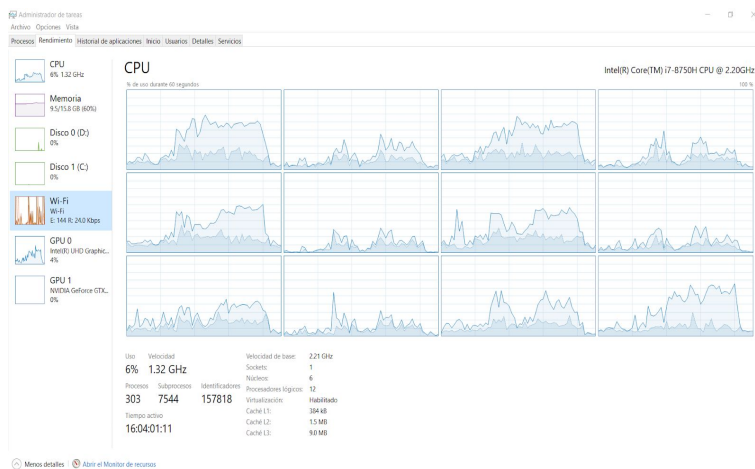 Administrador de tareas
Archivo Opciones Vista
Procesos Rendimiento Historial de aplicaciones Inicio Usuarios Detalles Servicios
CPU
6% 1.32 GHz
Memoria
9.5/15.8 GB (60%)
Disco 0 (D:)
0%
Disco 1 (C:)
0%
Wi-Fi
Wi-Fi
E: 144 R: 24.0 Kbps
GPU 0
Intel(R) UHD Graphic...
4%
GPU 1
NVIDIA GeForce GTX...
0%
CPU
Intel(R) Core(TM) i7-8750H CPU @ 2.20GHz
% de uso durante 60 segundos
100 %
Uso Velocidad
6% 1.32 GHz
Procesos Subprocesos Identificadores
303 7544 157818
Tiempo activo
16:04:01:11
Velocidad de base: 2.21 GHz
Sockets: 1
Núcleos: 6
Procesadores lógicos: 12
Virtualización: Habilitado
Caché L1: 384 kB
Caché L2: 1.5 MB
Caché L3: 9.0 MB
Menos detalles
Abrir el Monitor de recursos